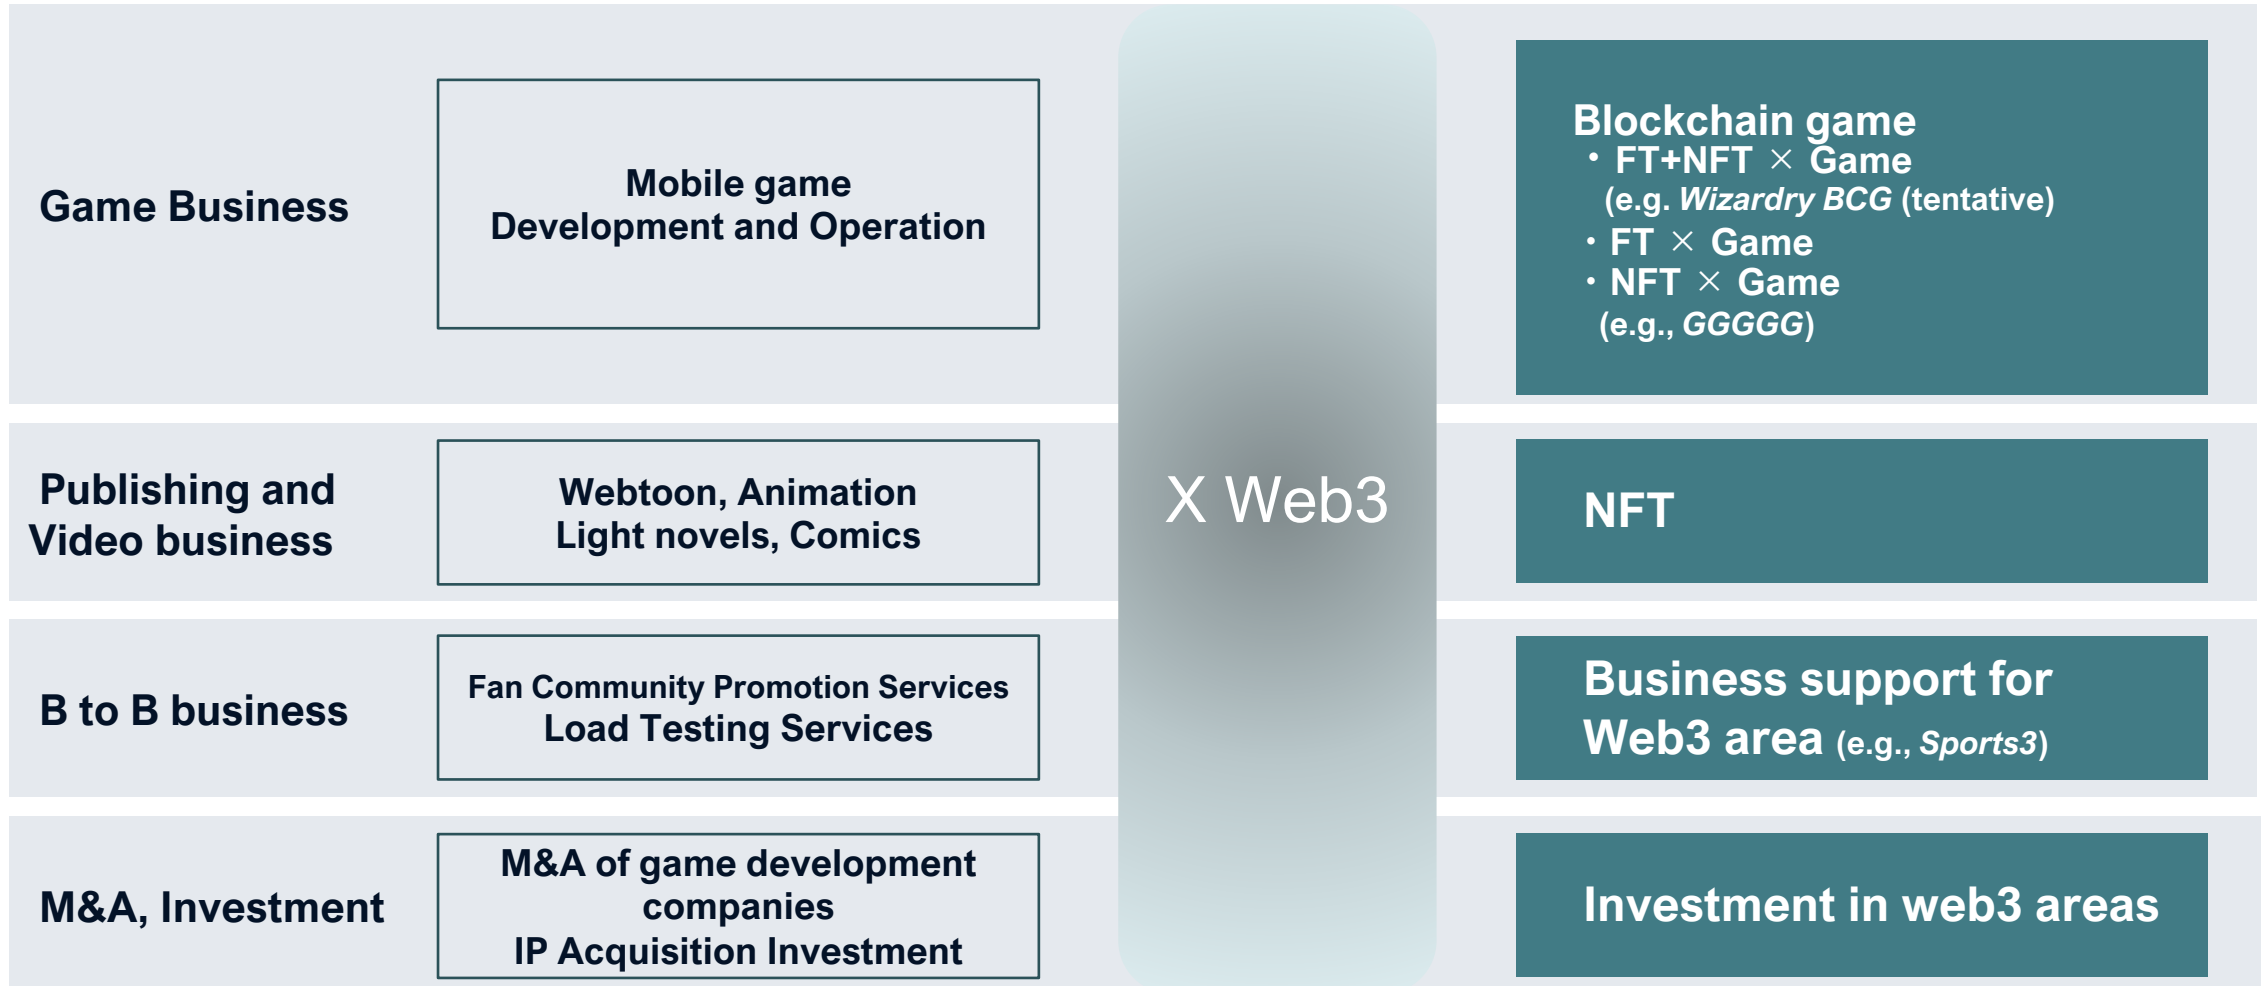 Game Business
Mobile game
Development and Operation
Blockchain game
・FT+NFT × Game
(e.g. Wizardry BCG (tentative)
・FT × Game
・NFT × Game
(e.g., GGGGG)
Publishing and
Video business
Webtoon, Animation
Light novels, Comics
X Web3
NFT
B to B business
Fan Community Promotion Services
Load Testing Services
Business support for
Web3 area (e.g., Sports3)
M&A, Investment
M&A of game development
companies
IP Acquisition Investment
Investment in web3 areas